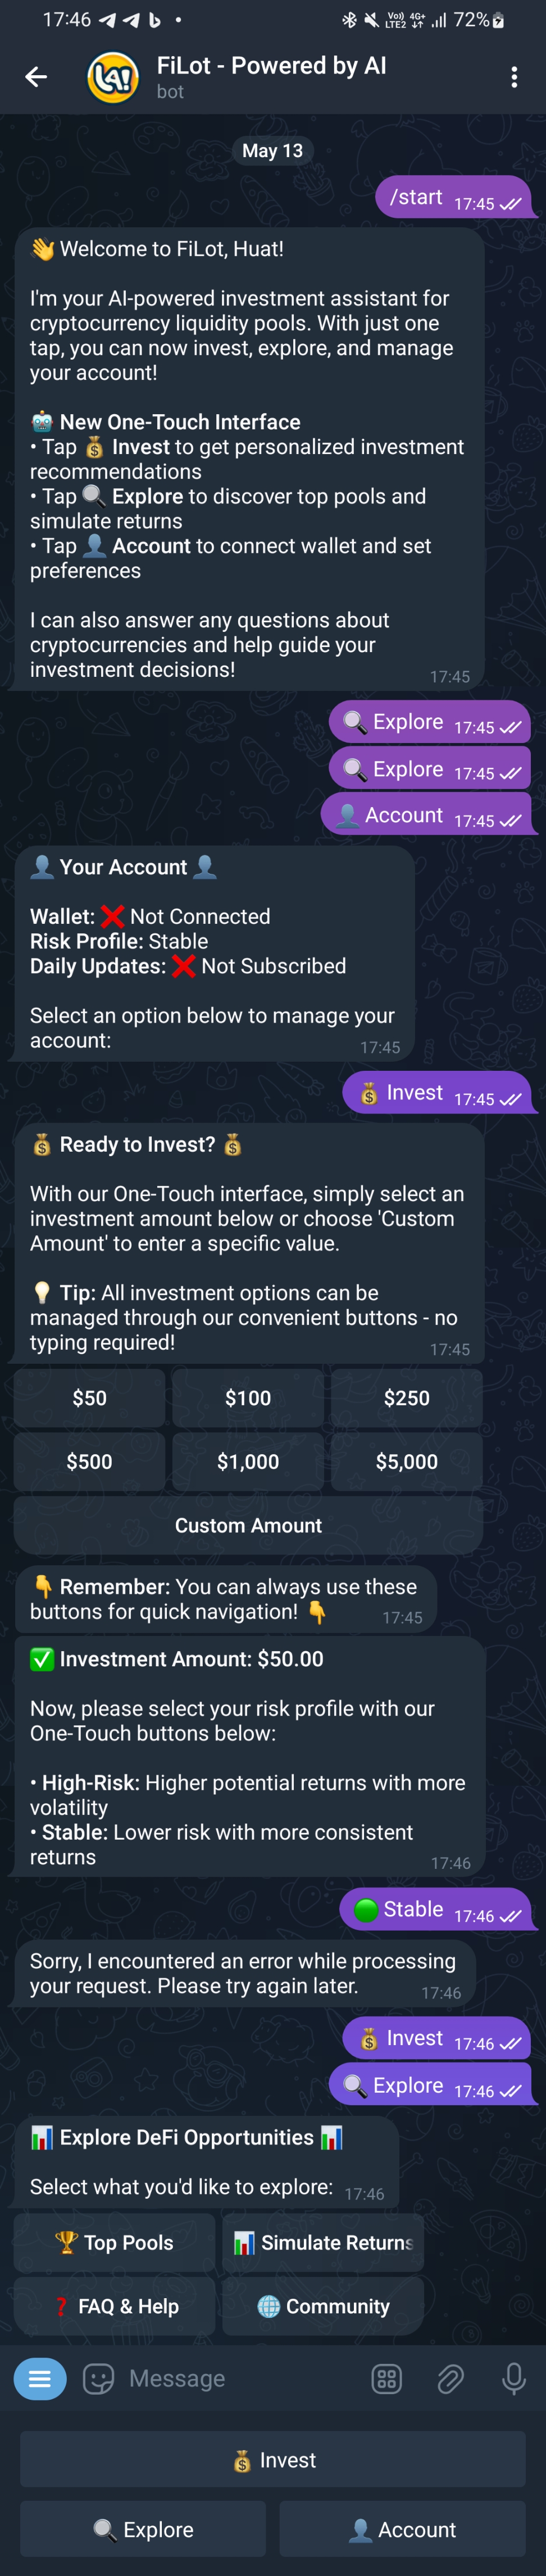 17:46
Vo)) LTE2 4G+ 72%
LA!
FiLot - Powered by AI
bot
May 13
/start 17:45
👋 Welcome to FiLot, Huat!
I'm your AI-powered investment assistant for
cryptocurrency liquidity pools. With just one
tap, you can now invest, explore, and manage
your account!
🤖 New One-Touch Interface
• Tap 💰 Invest to get personalized investment
recommendations
• Tap 🔍 Explore to discover top pools and
simulate returns
• Tap 👤 Account to connect wallet and set
preferences
I can also answer any questions about
cryptocurrencies and help guide your
investment decisions! 17:45
🔍 Explore 17:45
🔍 Explore 17:45
👤 Account 17:45
👤 Your Account 👤
Wallet: ❌ Not Connected
Risk Profile: Stable
Daily Updates: ❌ Not Subscribed
Select an option below to manage your
account: 17:45
💰 Invest 17:45
💰 Ready to Invest? 💰
With our One-Touch interface, simply select an
investment amount below or choose 'Custom
Amount' to enter a specific value.
💡 Tip: All investment options can be
managed through our convenient buttons - no
typing required! 17:45
$50 $100 $250
$500 $1,000 $5,000
Custom Amount
👇 Remember: You can always use these
buttons for quick navigation! 👇 17:45
✅ Investment Amount: $50.00
Now, please select your risk profile with our
One-Touch buttons below:
• High-Risk: Higher potential returns with more
volatility
• Stable: Lower risk with more consistent
returns 17:46
🟢 Stable 17:46
Sorry, I encountered an error while processing
your request. Please try again later. 17:46
💰 Invest 17:46
🔍 Explore 17:46
📊 Explore DeFi Opportunities 📊
Select what you'd like to explore: 17:46
🏆 Top Pools 📊 Simulate Returns
❓ FAQ & Help 🌐 Community
Message
💰 Invest
🔍 Explore 👤 Account